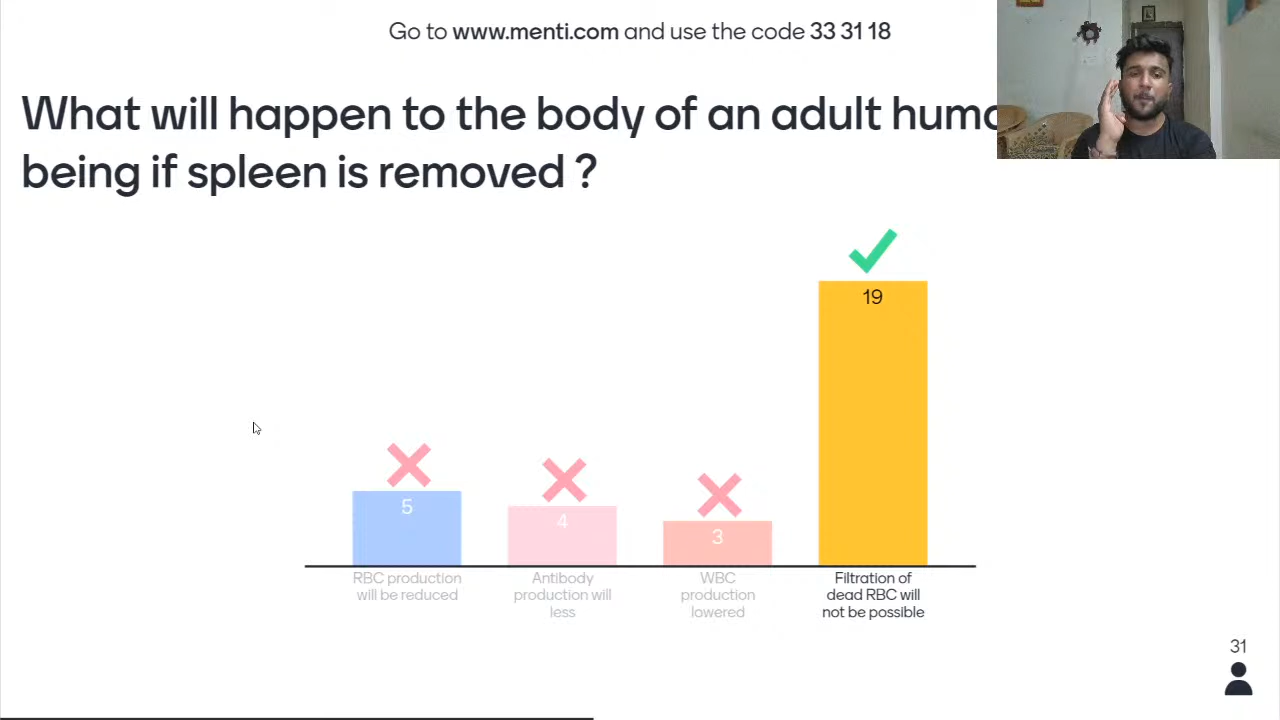 Go to www.menti.com and use the code 33 31 18
What will happen to the body of an adult huma
being if spleen is removed ?
19
5
4
3
RBC production
will be reduced
Antibody
production will
less
WBC
production
lowered
Filtration of
dead RBC will
not be possible
31